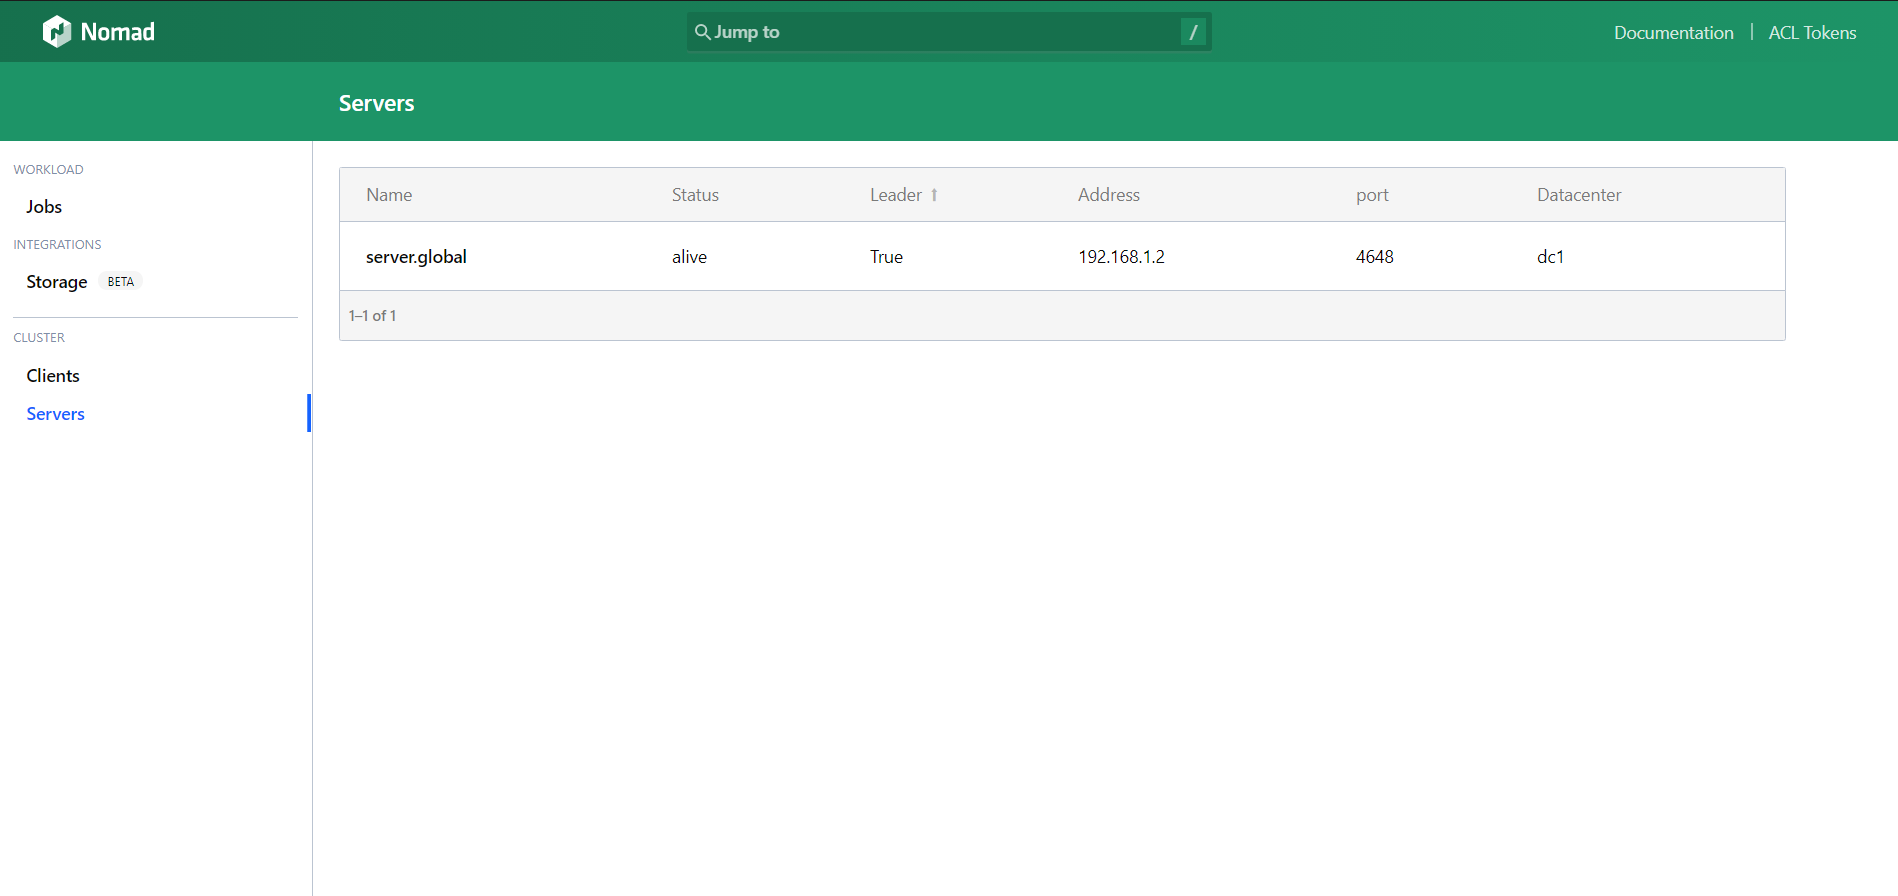 Nomad
Jump to /
Documentation | ACL Tokens
Servers
WORKLOAD
Jobs
INTEGRATIONS
Storage BETA
CLUSTER
Clients
Servers
Name Status Leader ↑ Address port Datacenter
server.global alive True 192.168.1.2 4648 dc1
1–1 of 1